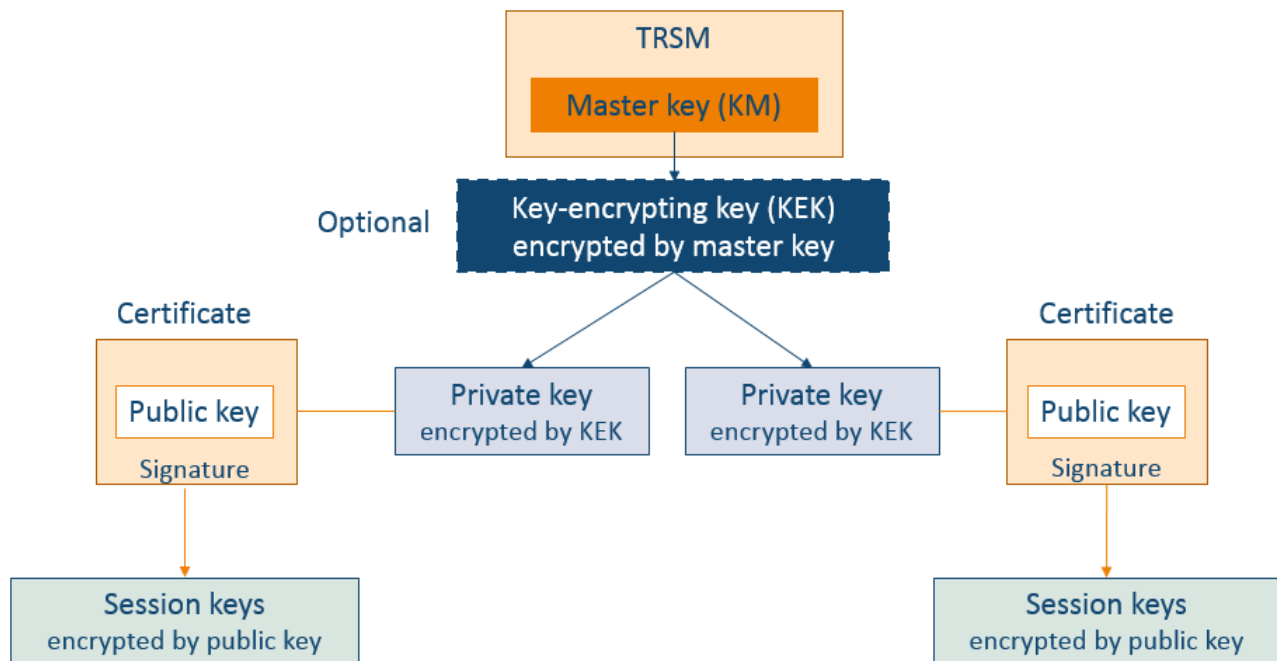 TRSM
Master key (KM)
Optional
Key-encrypting key (KEK)
encrypted by master key
Certificate
Certificate
Public key
Signature
Private key
encrypted by KEK
Private key
encrypted by KEK
Public key
Signature
Session keys
encrypted by public key
Session keys
encrypted by public key